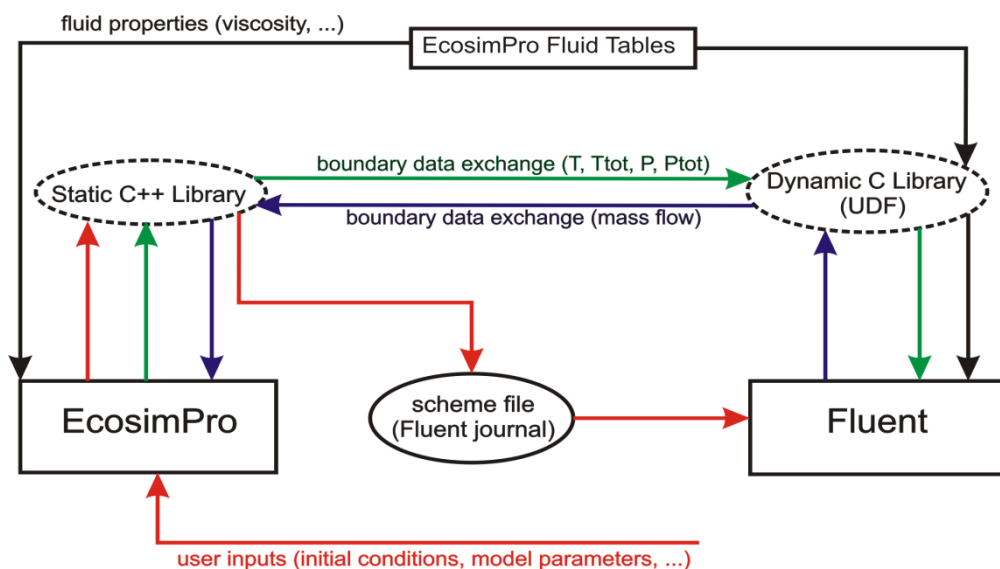 fluid properties (viscosity, ...)
EcosimPro Fluid Tables
boundary data exchange (T, Ttot, P, Ptot)
Static C++ Library
Dynamic C Library
(UDF)
boundary data exchange (mass flow)
EcosimPro
scheme file
(Fluent journal)
Fluent
user inputs (initial conditions, model parameters, ...)